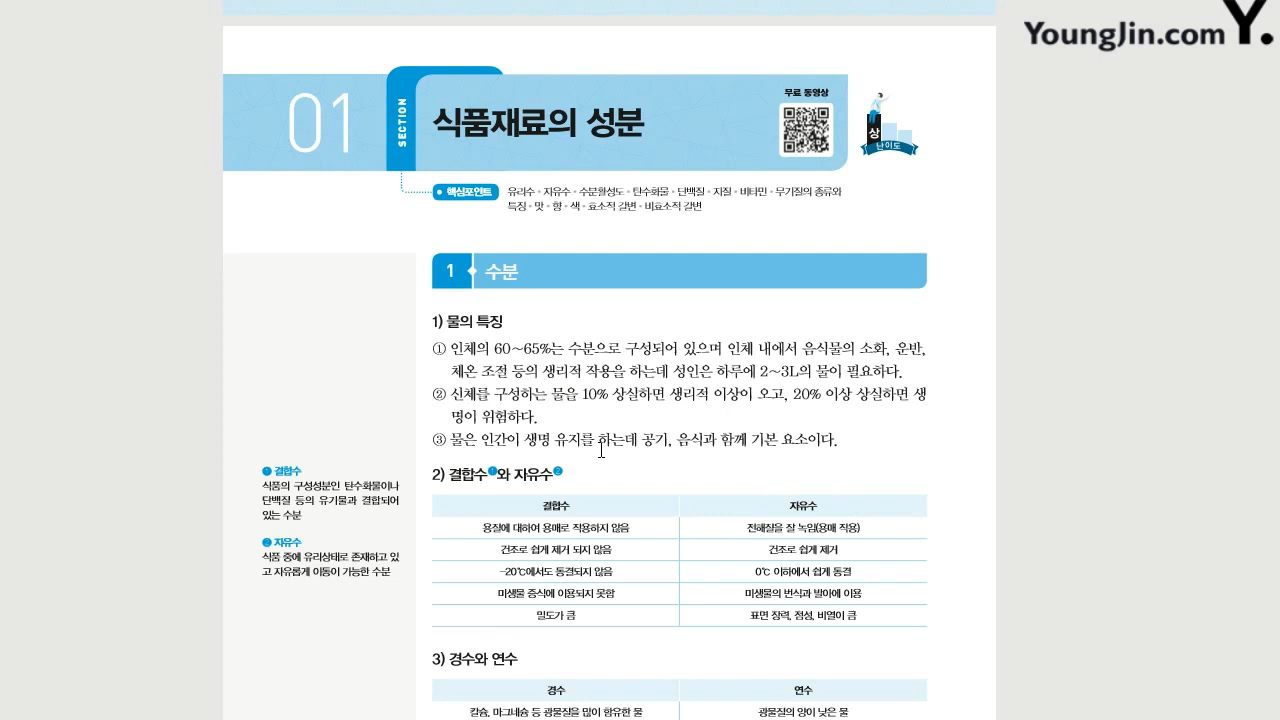 YoungJin.com Y.
01
SECTION
식품재료의 성분
무료 동영상
상
난이도
핵심포인트
유리수 · 자유수 · 수분활성도 · 탄수화물 · 단백질 · 지질 · 비타민 · 무기질의 종류와
특징 · 맛 · 향 · 색 · 효소적 갈변 · 비효소적 갈변
1 수분
1) 물의 특징
① 인체의 60~65%는 수분으로 구성되어 있으며 인체 내에서 음식물의 소화, 운반,
체온 조절 등의 생리적 작용을 하는데 성인은 하루에 2~3L의 물이 필요하다.
② 신체를 구성하는 물을 10% 상실하면 생리적 이상이 오고, 20% 이상 상실하면 생
명이 위험하다.
③ 물은 인간이 생명 유지를 하는데 공기, 음식과 함께 기본 요소이다.
❶ 결합수
식품의 구성성분인 탄수화물이나
단백질 등의 유기물과 결합되어
있는 수분
❷ 자유수
식품 중에 유리상태로 존재하고 있
고 자유롭게 이동이 가능한 수분
2) 결합수❶와 자유수❷
결합수 자유수
용질에 대하여 용매로 작용하지 않음 전해질을 잘 녹임(용매 작용)
건조로 쉽게 제거 되지 않음 건조로 쉽게 제거
-20℃에서도 동결되지 않음 0℃ 이하에서 쉽게 동결
미생물 증식에 이용되지 못함 미생물의 번식과 발아에 이용
밀도가 큼 표면 장력, 점성, 비열이 큼
3) 경수와 연수
경수 연수
칼슘, 마그네슘 등 광물질을 많이 함유한 물 광물질의 양이 낮은 물